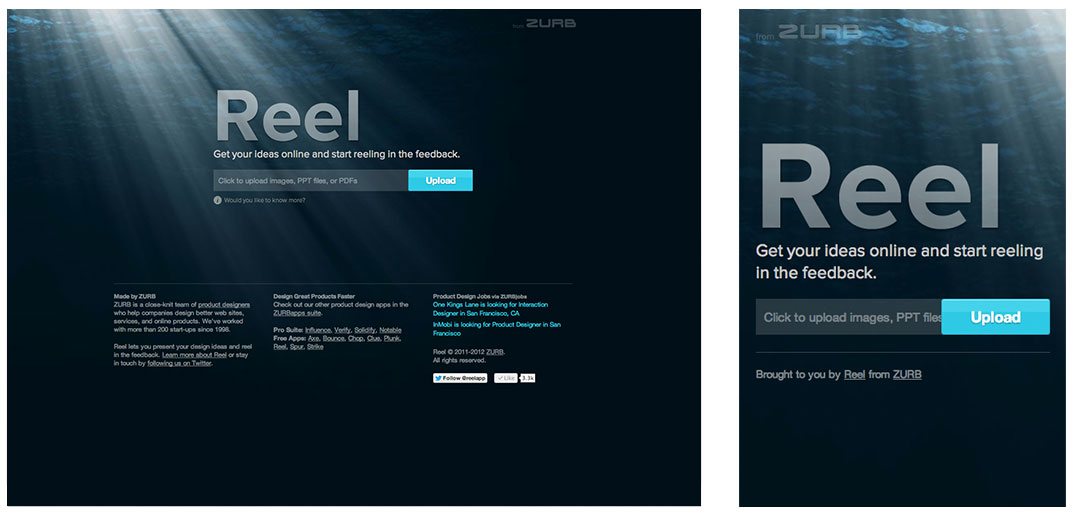 from ZURB
Reel
Get your ideas online and start reeling in the feedback.
Click to upload images, PPT files, or PDFs
Upload
i Would you like to know more?
Made by ZURB
ZURB is a close-knit team of product designers
who help companies design better web sites,
services, and online products. We've worked
with more than 200 start-ups since 1998.
Reel lets you present your design ideas and reel
in the feedback. Learn more about Reel or stay
in touch by following us on Twitter.
Design Great Products Faster
Check out our other product design apps in the
ZURBapps suite.
Pro Suite: Influence, Verify, Solidify, Notable
Free Apps: Axe, Bounce, Chop, Clue, Plunk,
Reel, Spur, Strike
Product Design Jobs via ZURBjobs
One Kings Lane is looking for Interaction
Designer in San Francisco, CA
InMobi is looking for Product Designer in San
Francisco
Reel © 2011-2012 ZURB.
All rights reserved.
Follow @reelapp
Like 3.1k
from ZURB
Reel
Get your ideas online and start reeling
in the feedback.
Click to upload images, PPT files
Upload
Brought to you by Reel from ZURB